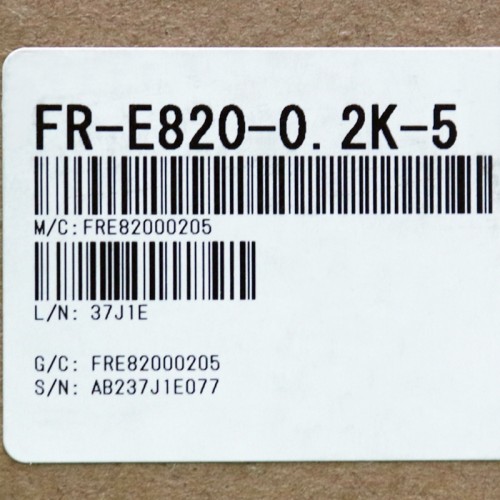 FR-E820-0.2K-5
M/C:FRE82000205
L/N: 37J1E
G/C: FRE82000205
S/N: AB237J1E077